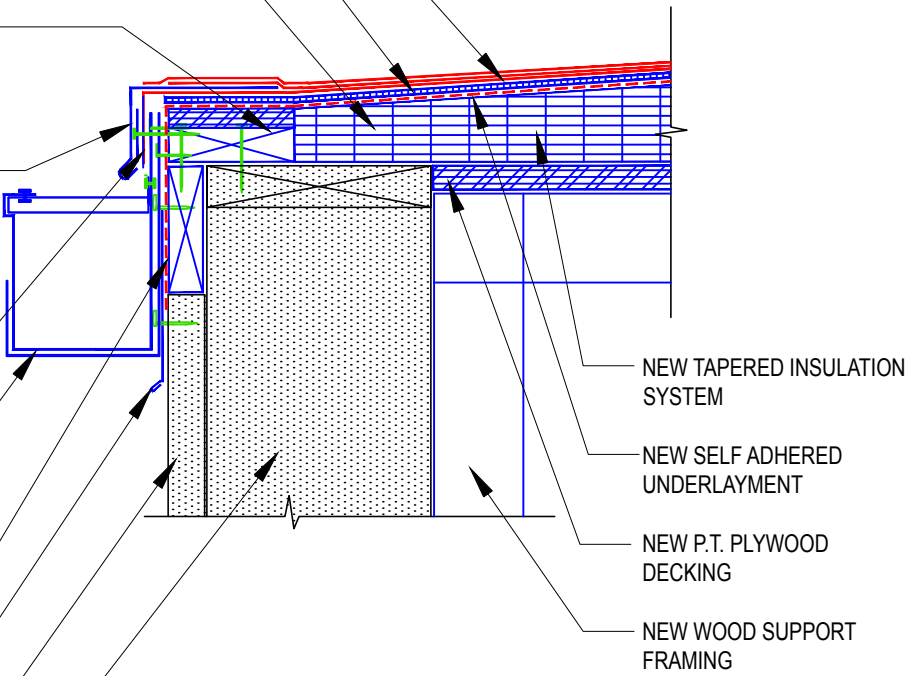 NEW TAPERED INSULATION
SYSTEM
NEW SELF ADHERED
UNDERLAYMENT
NEW P.T. PLYWOOD
DECKING
NEW WOOD SUPPORT
FRAMING